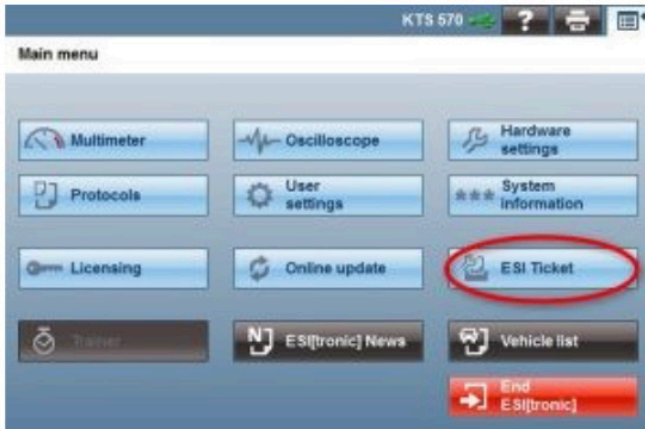 KTS 570
?
Main menu
Multimeter
Oscilloscope
Hardware
settings
Protocols
User
settings
System
information
Licensing
Online update
ESI Ticket
Trainer
N
ESI[tronic] News
Vehicle list
End
ESI[tronic]